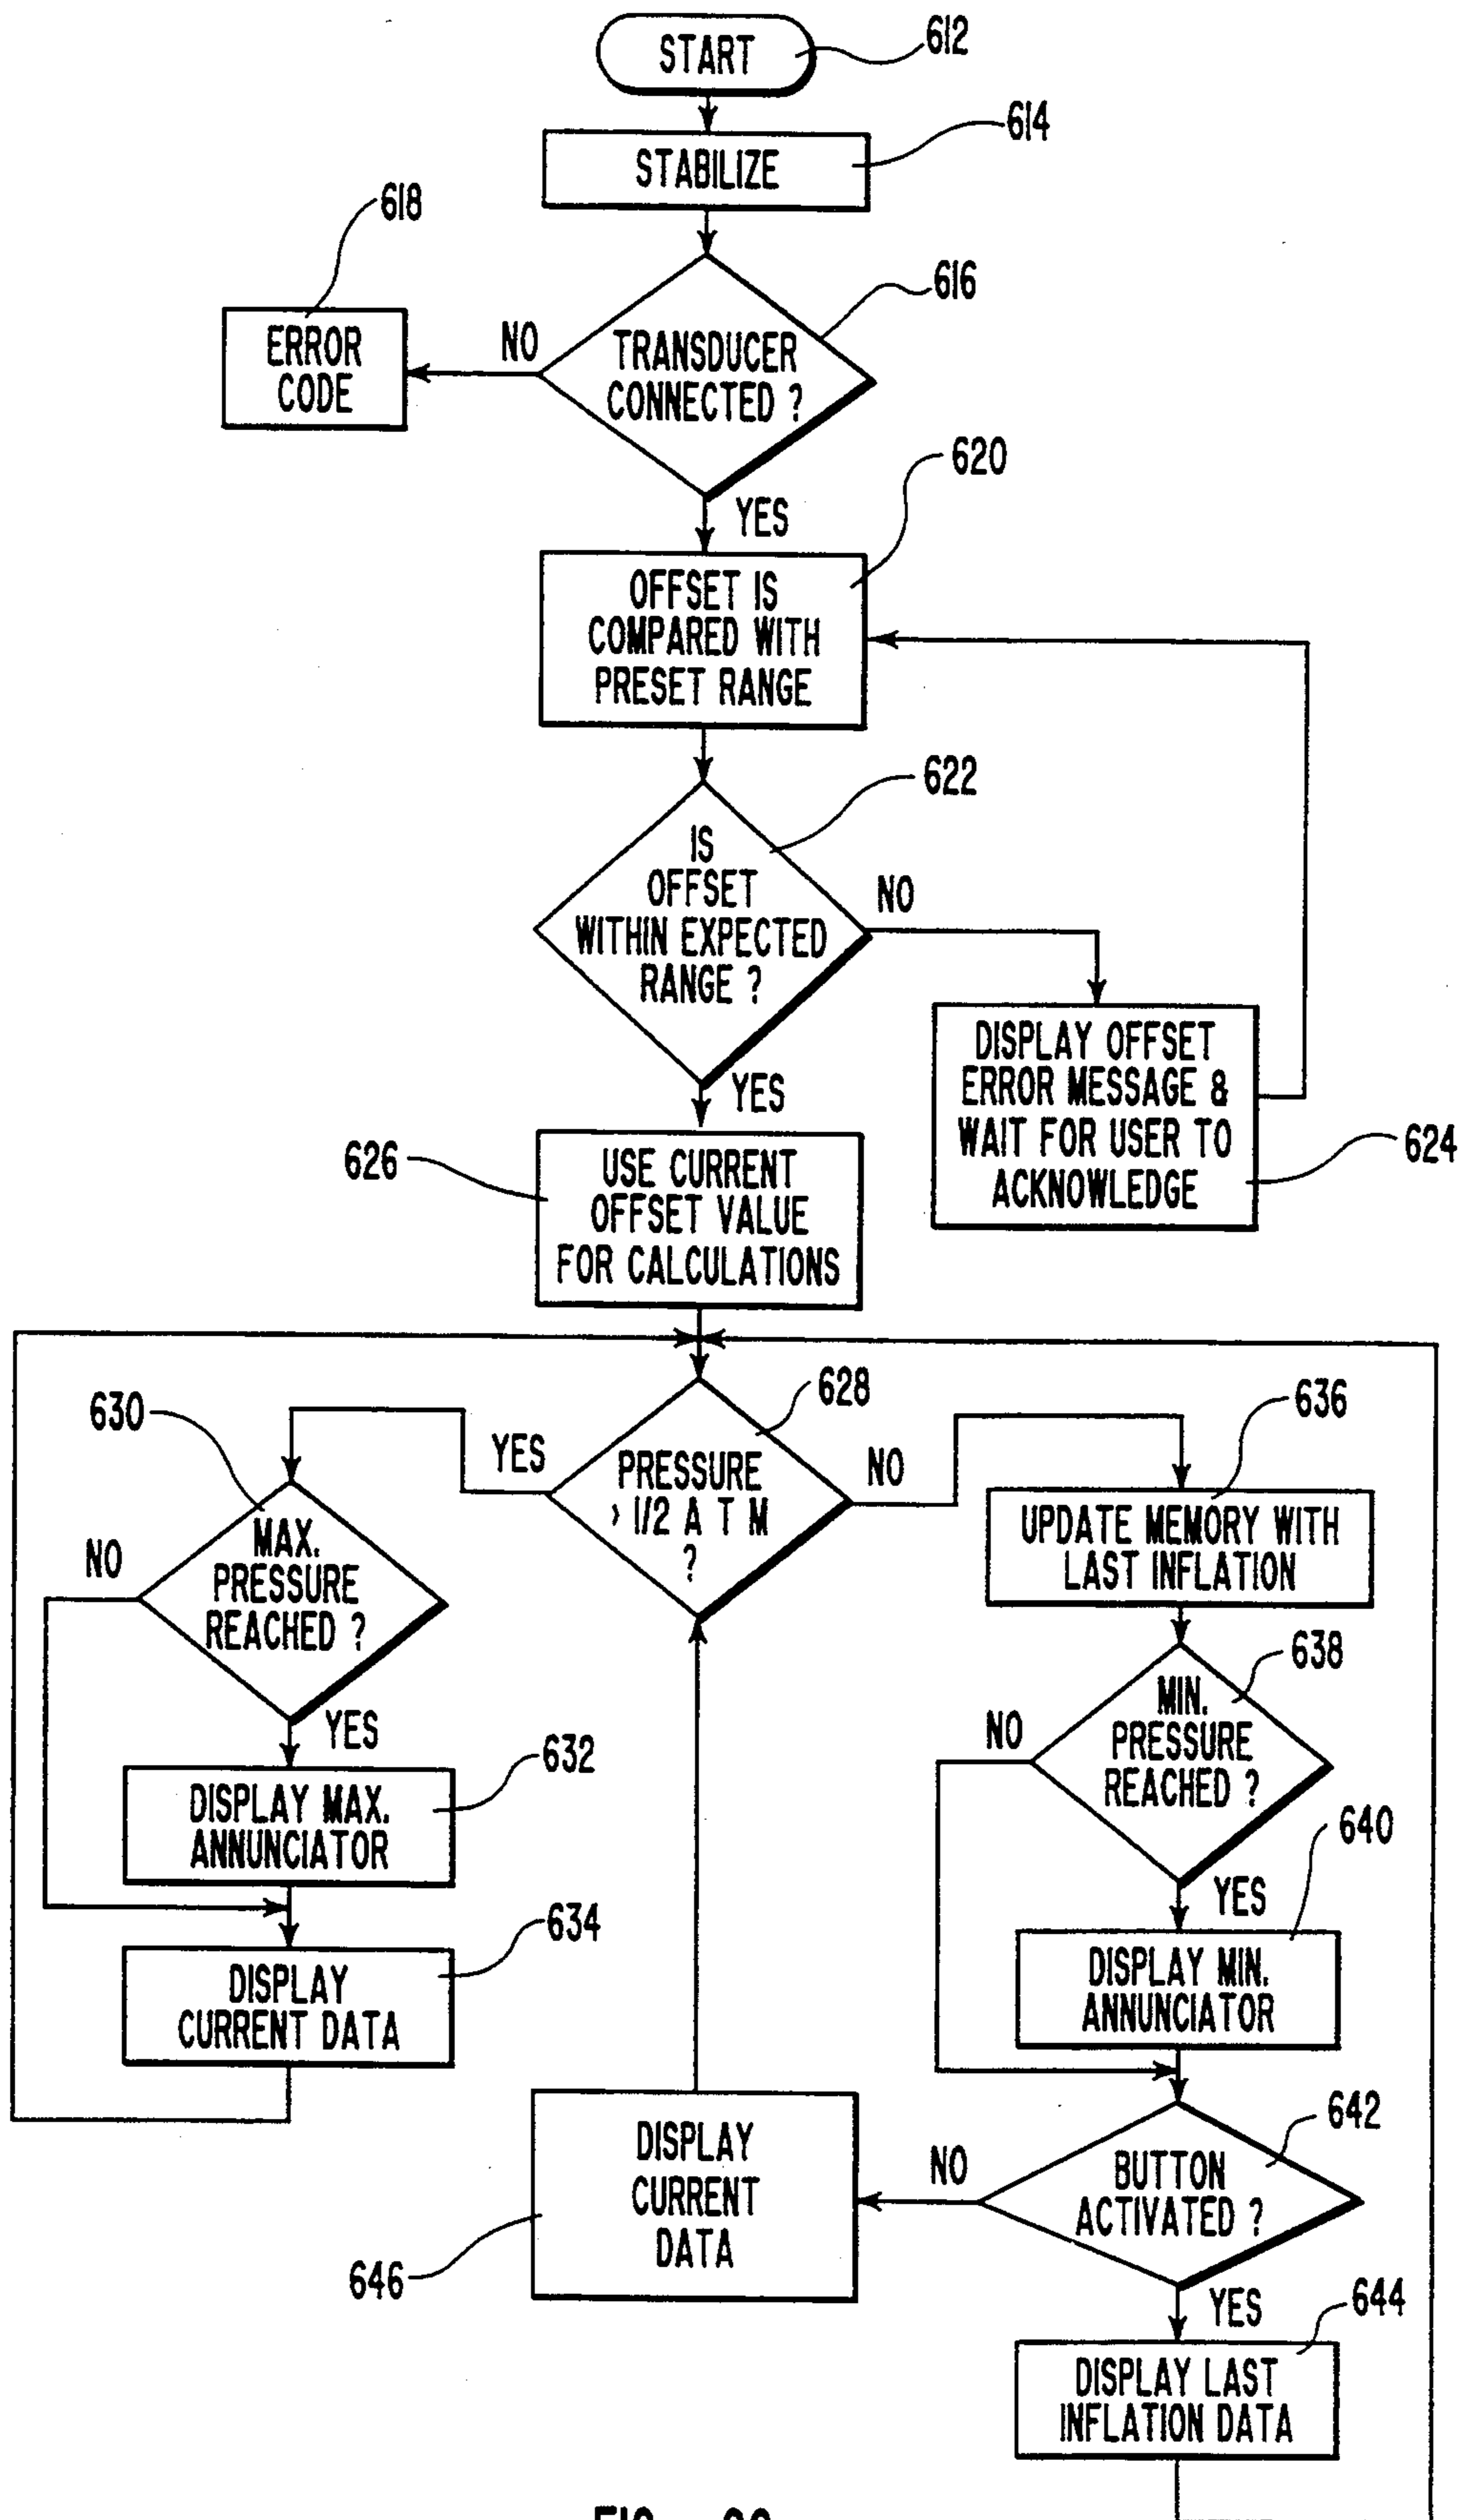 START
612
STABILIZE
614
618
616
ERROR
CODE
NO
TRANSDUCER
CONNECTED ?
620
YES
OFFSET IS
COMPARED WITH
PRESET RANGE
622
IS
OFFSET
WITHIN EXPECTED
RANGE ?
NO
YES
DISPLAY OFFSET
ERROR MESSAGE &
WAIT FOR USER TO
ACKNOWLEDGE
624
626
USE CURRENT
OFFSET VALUE
FOR CALCULATIONS
628
630
636
YES
PRESSURE
> 1/2 A T M
?
NO
UPDATE MEMORY WITH
LAST INFLATION
NO
MAX.
PRESSURE
REACHED ?
638
YES
NO
MIN.
PRESSURE
REACHED ?
632
DISPLAY MAX.
ANNUNCIATOR
640
YES
634
DISPLAY
CURRENT DATA
DISPLAY MIN.
ANNUNCIATOR
642
DISPLAY
CURRENT
DATA
NO
BUTTON
ACTIVATED ?
646
YES
644
DISPLAY LAST
INFLATION DATA